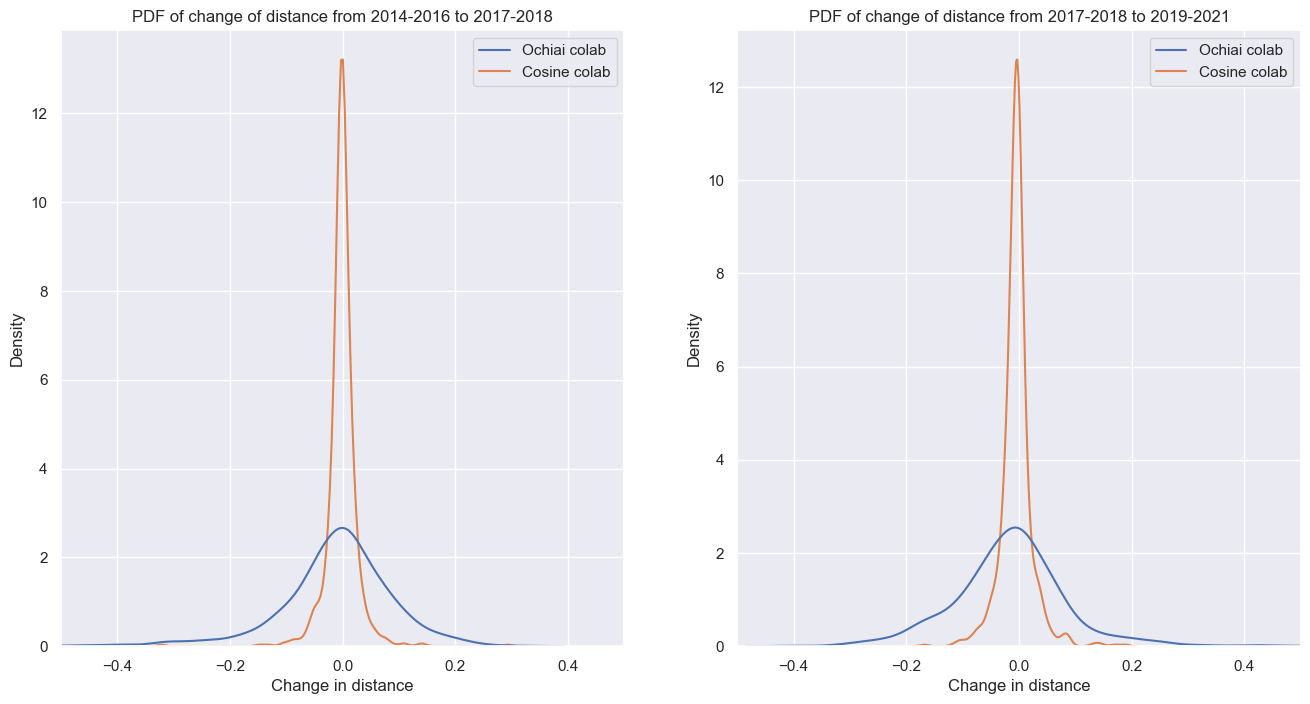 PDF of change of distance from 2014-2016 to 2017-2018
Ochiai colab
Cosine colab
12
10
8
6
4
2
0
Density
−0.4
−0.2
0.0
0.2
0.4
Change in distance
PDF of change of distance from 2017-2018 to 2019-2021
Ochiai colab
Cosine colab
12
10
8
6
4
2
0
Density
−0.4
−0.2
0.0
0.2
0.4
Change in distance